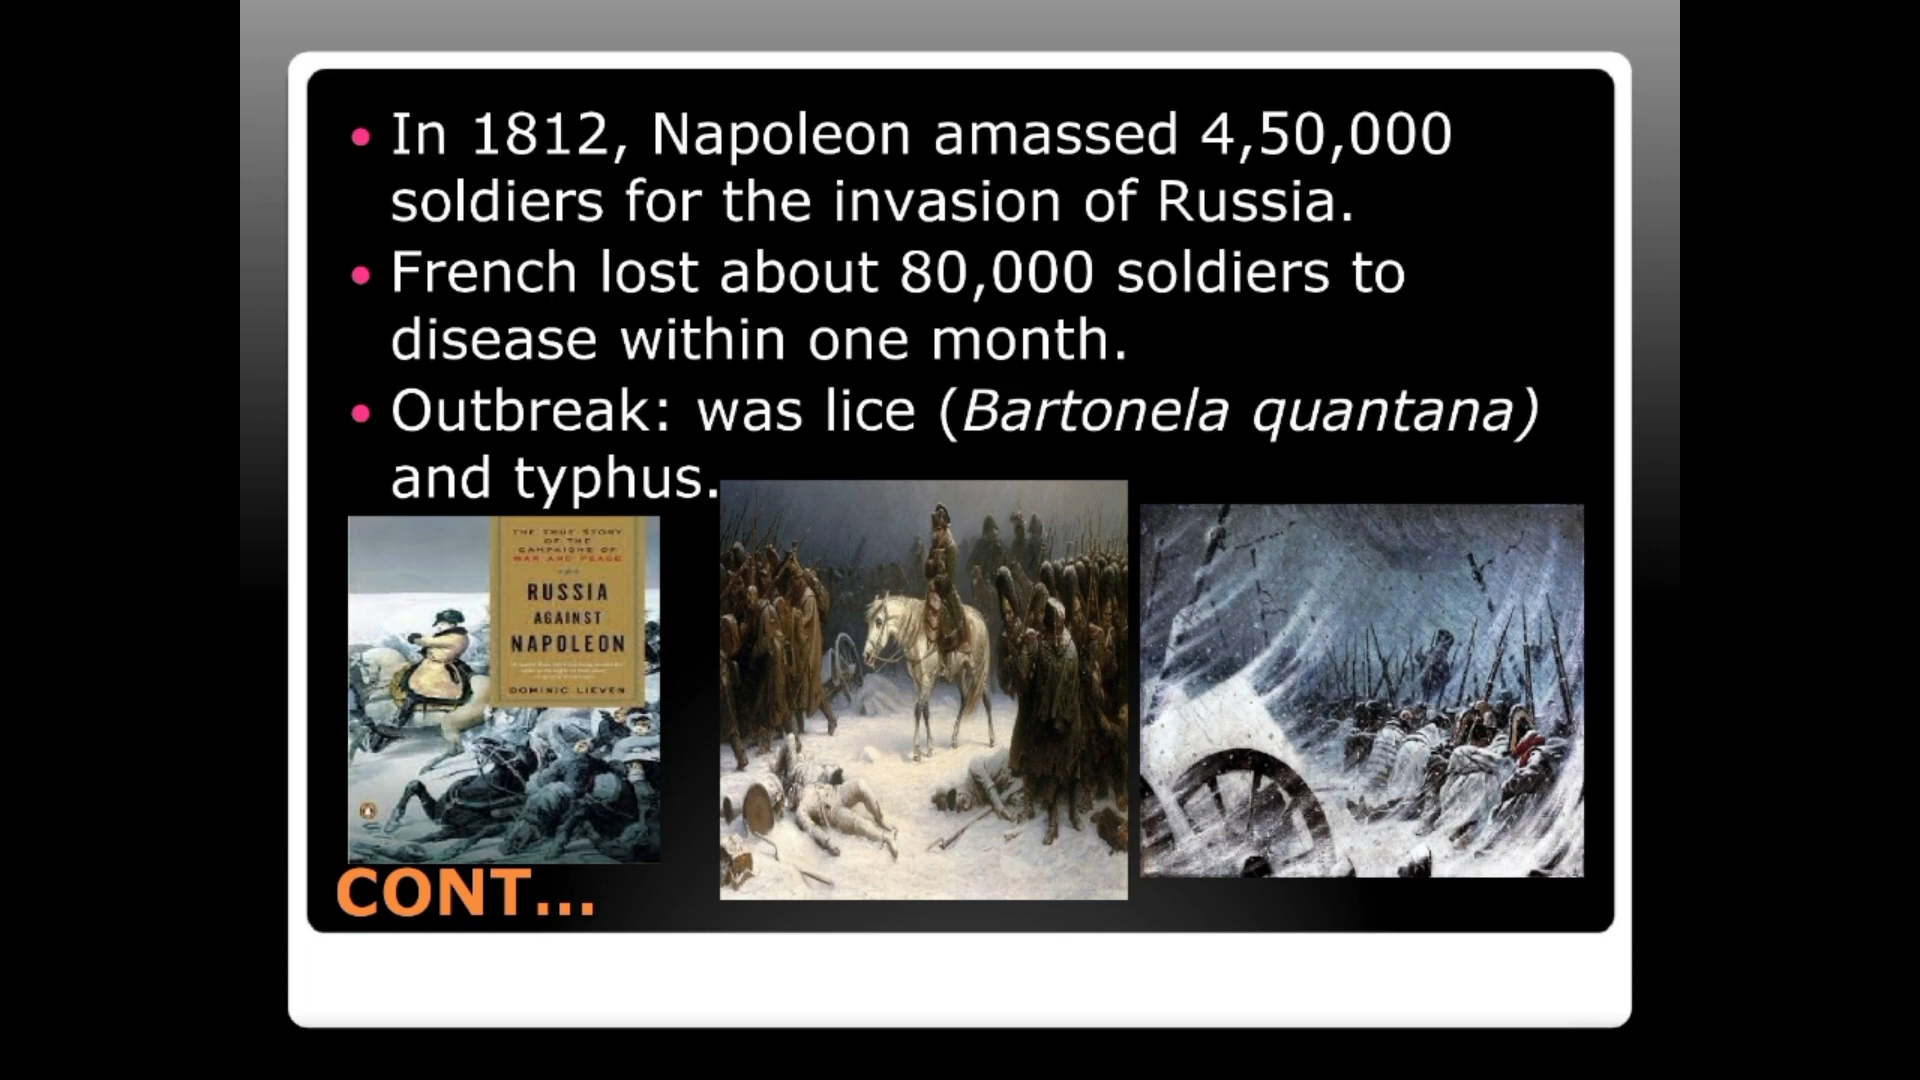 • In 1812, Napoleon amassed 4,50,000
soldiers for the invasion of Russia.
• French lost about 80,000 soldiers to
disease within one month.
• Outbreak: was lice (Bartonela quantana)
and typhus.
THE TRUE STORY
OF THE
CAMPAIGNS OF
WAR AND PEACE
RUSSIA
AGAINST
NAPOLEON
DOMINIC LIEVEN
CONT...